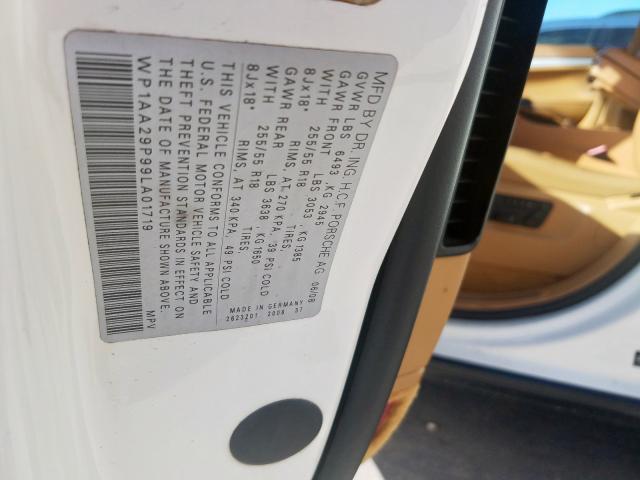 MFD BY DR. ING. H.C.F. PORSCHE AG 06/08
GVWR LBS 6493 ,KG 2945
GAWR FRONT LBS 3053 , KG 1385
WITH 255/55 R18 TIRES.
8Jx18" RIMS, AT 270 KPA, 39 PSI COLD
GAWR REAR LBS 3638 , KG 1650
WITH 255/55 R18 TIRES.
8Jx18" RIMS, AT 340 KPA, 49 PSI COLD
THIS VEHICLE CONFORMS TO ALL APPLICABLE
U.S. FEDERAL MOTOR VEHICLE SAFETY AND
THEFT PREVENTION STANDARDS IN EFFECT ON
THE DATE OF MANUFACTURE SHOWN ABOVE.
WP1AA29P99LA01719 MPV
MADE IN GERMANY
2623201 2008 37